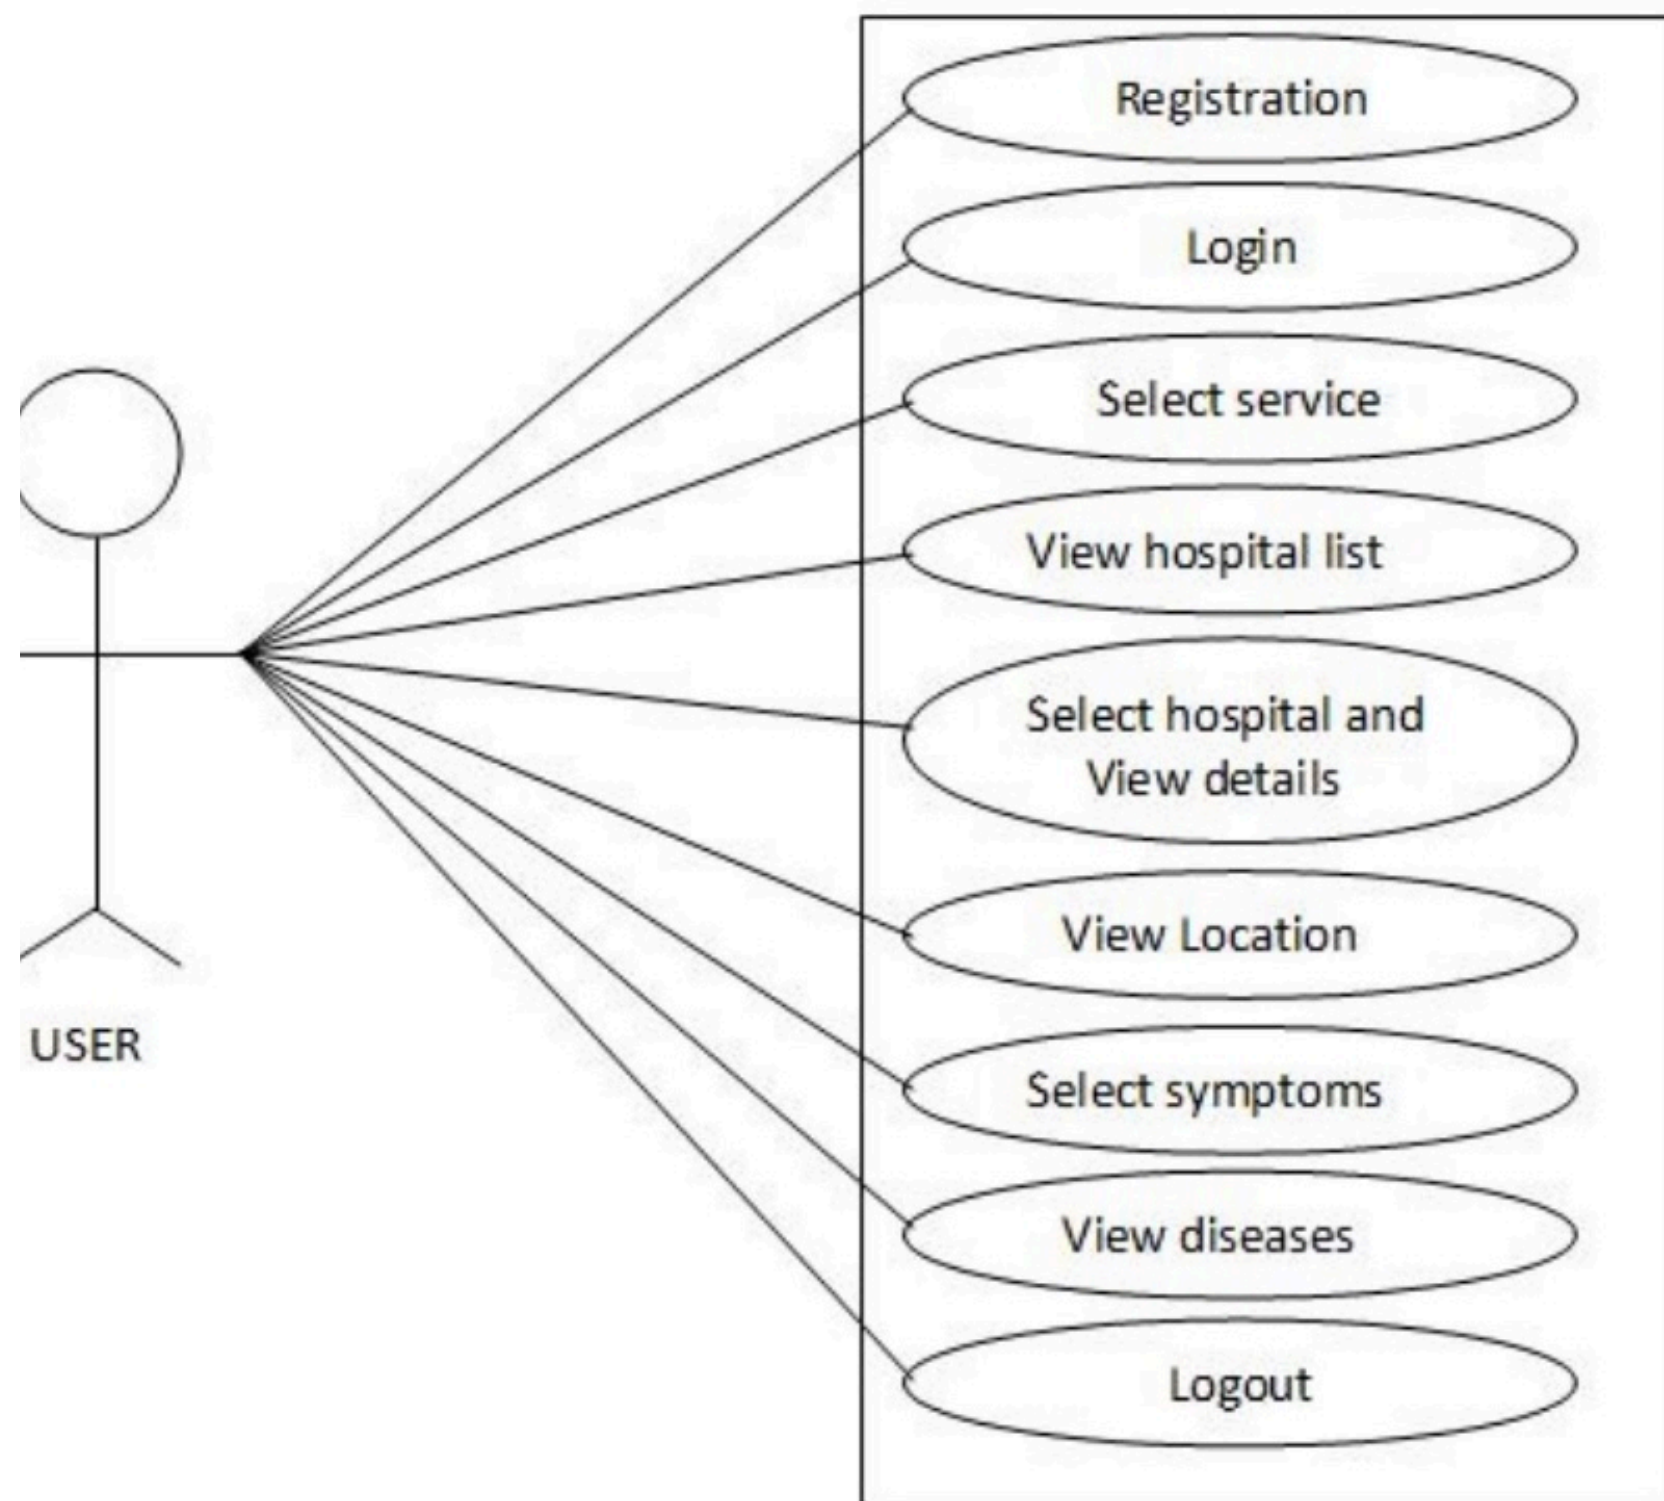 Registration
Login
Select service
View hospital list
Select hospital and
View details
View Location
Select symptoms
View diseases
Logout
USER